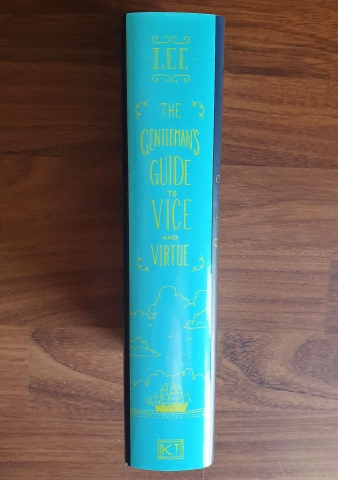 LEE
THE
GENTLEMAN'S
GUIDE
TO
VICE
AND
VIRTUE
KT